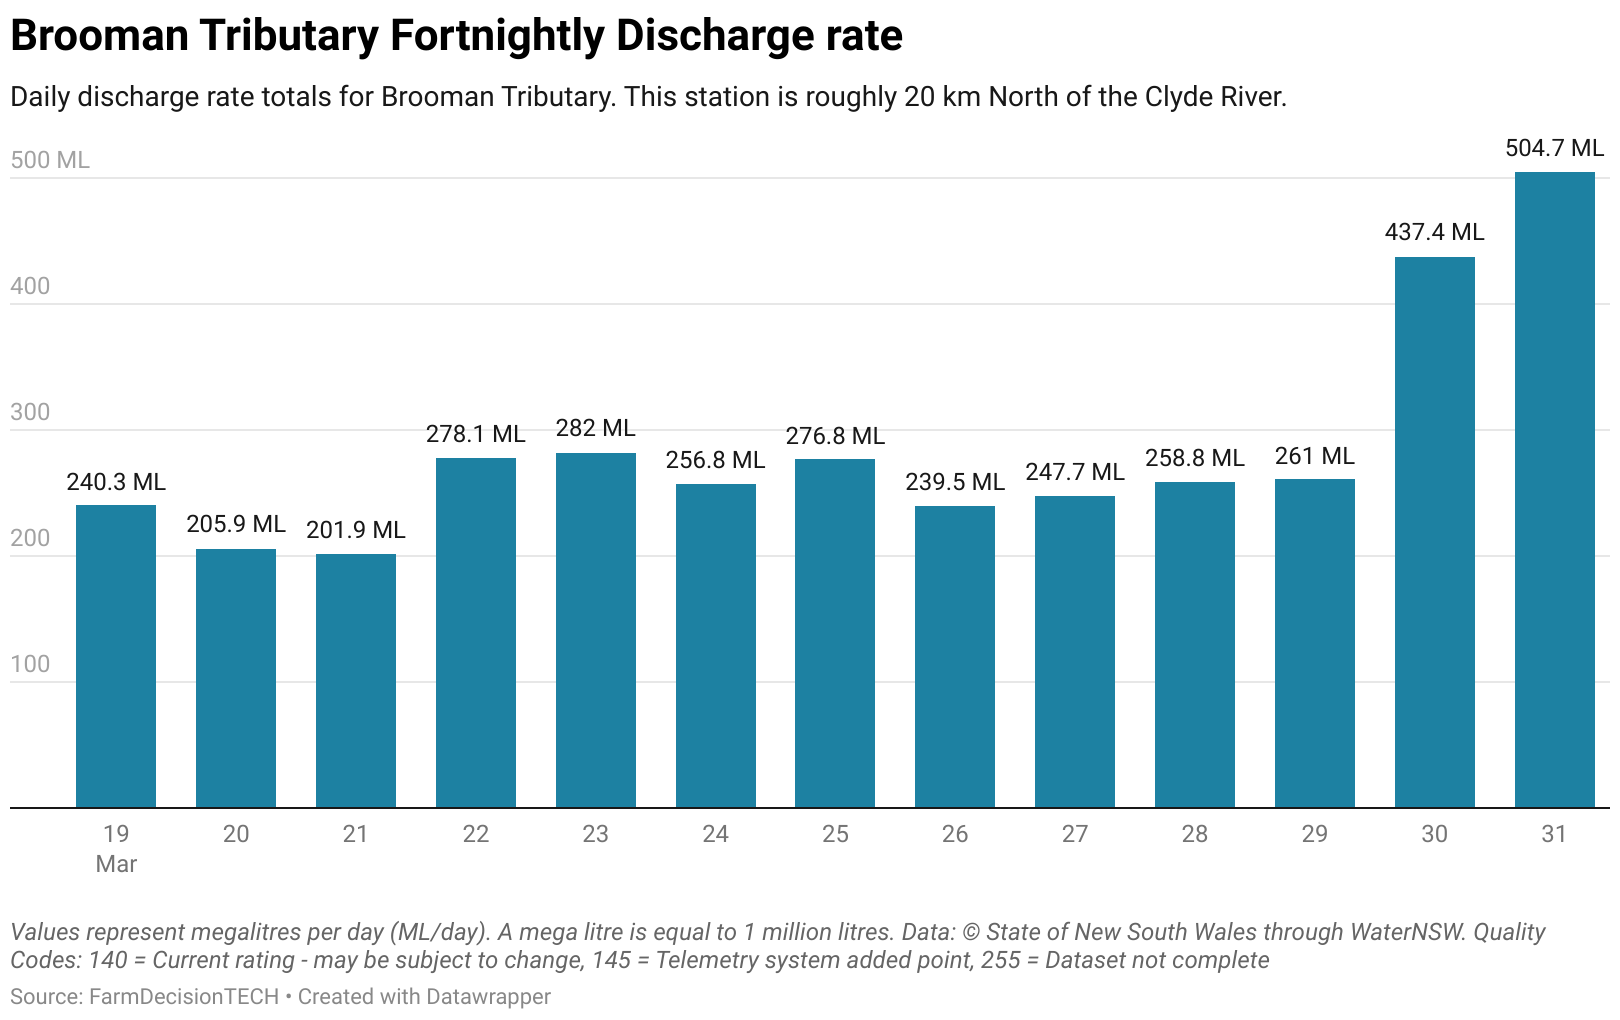 Brooman Tributary Fortnightly Discharge rate
Daily discharge rate totals for Brooman Tributary. This station is roughly 20 km North of the Clyde River.
500 ML
400
300
200
100
240.3 ML
205.9 ML
201.9 ML
278.1 ML
282 ML
256.8 ML
276.8 ML
239.5 ML
247.7 ML
258.8 ML
261 ML
437.4 ML
504.7 ML
19 20 21 22 23 24 25 26 27 28 29 30 31
Mar
Values represent megalitres per day (ML/day). A mega litre is equal to 1 million litres. Data: © State of New South Wales through WaterNSW. Quality
Codes: 140 = Current rating - may be subject to change, 145 = Telemetry system added point, 255 = Dataset not complete
Source: FarmDecisionTECH • Created with Datawrapper